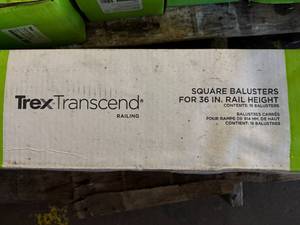 Trex Transcend®
RAILING
SQUARE BALUSTERS
FOR 36 IN. RAIL HEIGHT
CONTENTS: 16 BALUSTERS
BALUSTRES CARRÉS
POUR RAMPE DE 914 MM. DE HAUT
CONTIENT: 16 BALUSTRES